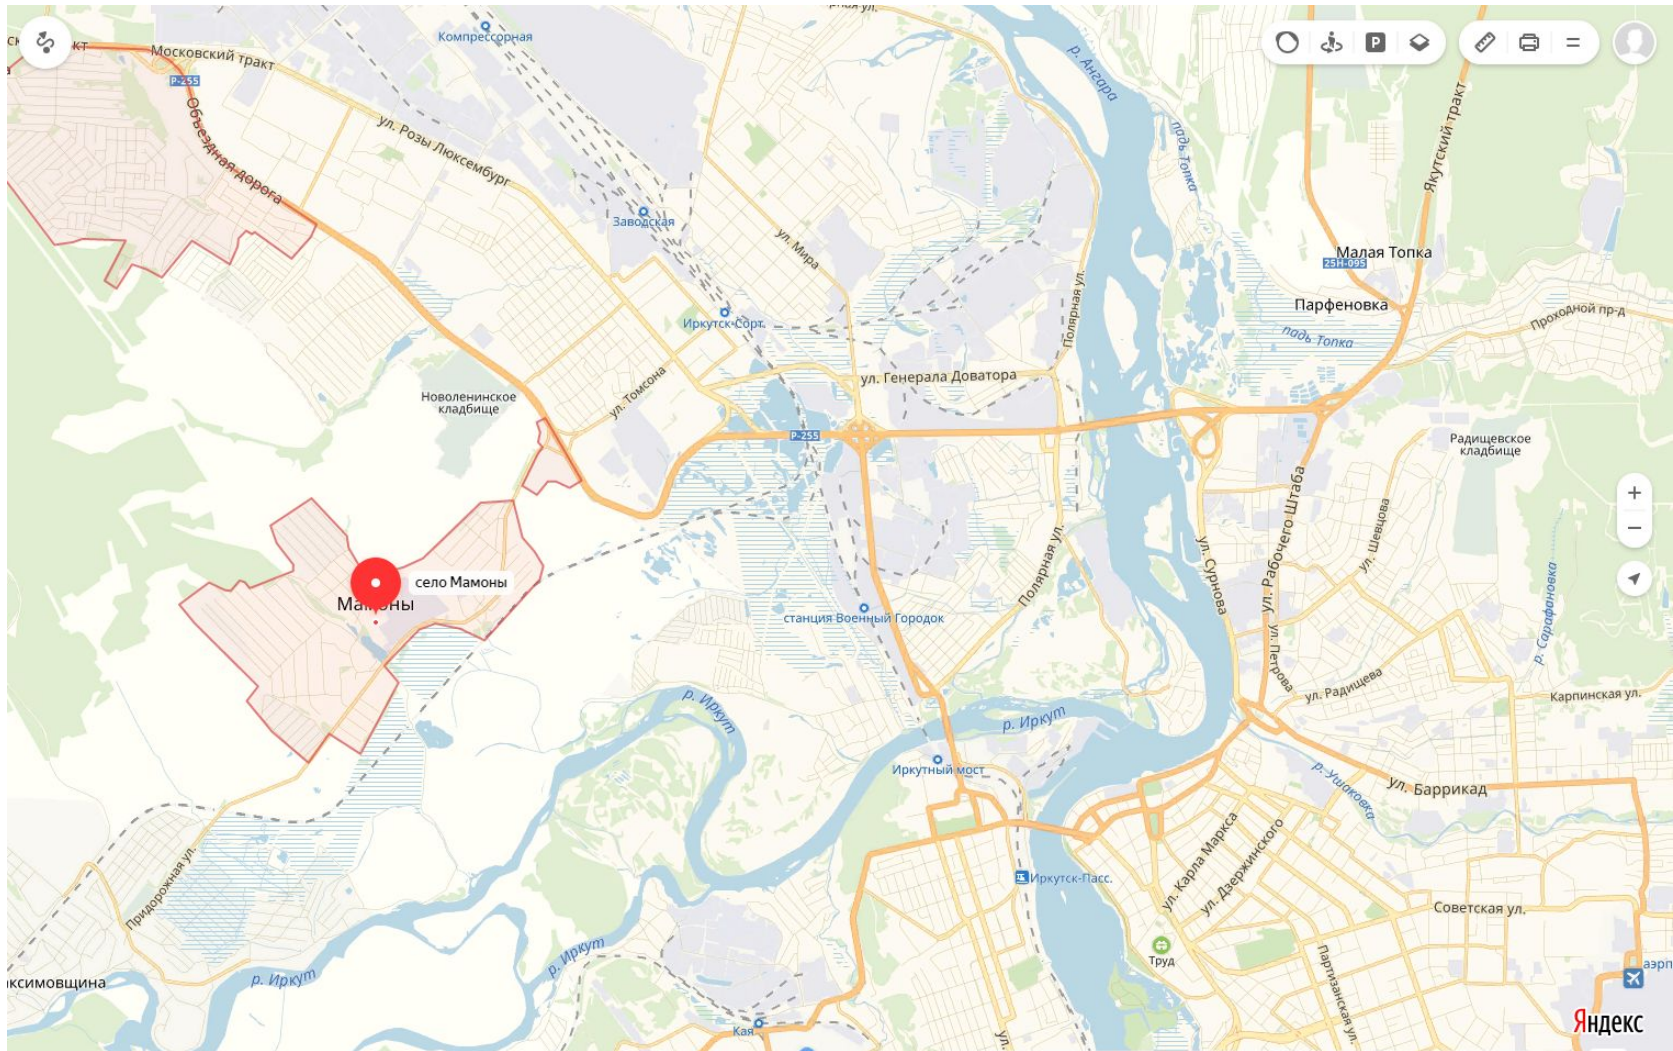 Компрессорная
Московский тракт
КТ
Р-255
р. Ангара
Объездная дорога
ул. Розы Люксембург
падь Топка
Якутский тракт
Заводская
ул. Мира
Полярная ул.
Малая Топка
25Н-095
Парфеновка
Проходной пр-д
падь Топка
Иркутск-Сорт.
ул. Генерала Доватора
ул. Томсона
Новоленинское
кладбище
Р-255
Радищевское
кладбище
ул. Рабочего Штаба
ул. Шевцова
село Мамоны
Полярная ул.
ул. Сурнова
р. Сарафановка
станция Военный Городок
ул. Петрова
ул. Радищева
Карпинская ул.
р. Иркут
р. Иркут
Иркутный мост
р. Ушаковка
ул. Баррикад
ул. Карла Маркса
ул. Дзержинского
Придорожная ул.
Иркутск-Пасс.
Советская ул.
р. Иркут
р. Иркут
Труд
Партизанская ул.
аэрп
аксимовщина
Кая
ул.
Яндекс